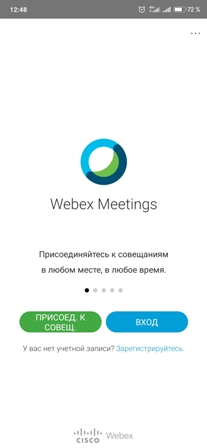 12:48
72 %
Webex Meetings
Присоединяйтесь к совещаниям
в любом месте, в любое время.
ПРИСОЕД. К
СОВЕЩ.
ВХОД
У вас нет учетной записи? Зарегистрируйтесь.
CISCO Webex